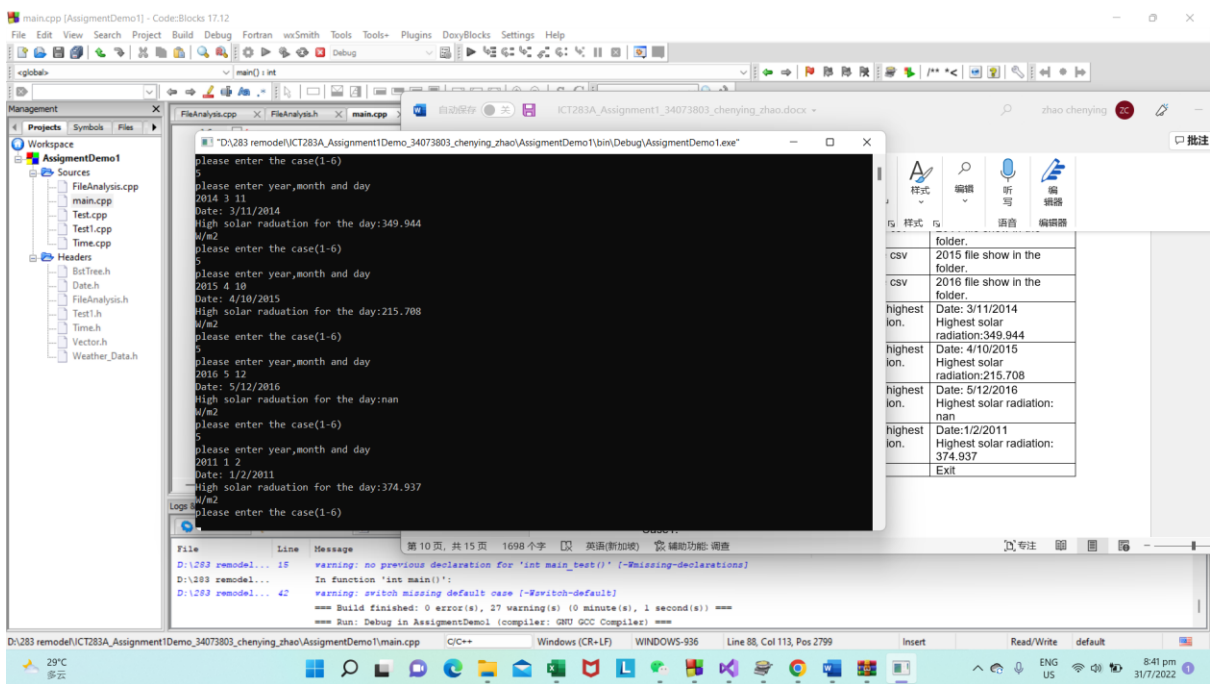 main.cpp [AssigmentDemo1] - Code::Blocks 17.12
File Edit View Search Project Build Debug Fortran wxSmith Tools Tools+ Plugins DoxyBlocks Settings Help
Debug
<global>
main() : int
/** *<
Management
Projects Symbols Files
Workspace
AssigmentDemo1
Sources
FileAnalysis.cpp
main.cpp
Test.cpp
Test1.cpp
Time.cpp
Headers
BstTree.h
Date.h
FileAnalysis.h
Test1.h
Time.h
Vector.h
Weather_Data.h
FileAnalysis.cpp
FileAnalysis.h
main.cpp
自动保存 关
ICT283A_Assignment1_34073803_chenying_zhao.docx
zhao chenying ZC
批注
样式
编辑
听写
编辑器
样式 语音 编辑器
"D:\283 remodel\ICT283A_Assignment1Demo_34073803_chenying_zhao\AssigmentDemo1\bin\Debug\AssigmentDemo1.exe"
please enter the case(1-6)
5
please enter year,month and day
2014 3 11
Date: 3/11/2014
High solar raduation for the day:349.944
W/m2
please enter the case(1-6)
5
please enter year,month and day
2015 4 10
Date: 4/10/2015
High solar raduation for the day:215.708
W/m2
please enter the case(1-6)
5
please enter year,month and day
2016 5 12
Date: 5/12/2016
High solar raduation for the day:nan
W/m2
please enter the case(1-6)
5
please enter year,month and day
2011 1 2
Date: 1/2/2011
High solar raduation for the day:374.937
W/m2
please enter the case(1-6)
folder.
csv 2015 file show in the
folder.
csv 2016 file show in the
folder.
highest Date: 3/11/2014
ion. Highest solar
radiation:349.944
highest Date: 4/10/2015
ion. Highest solar
radiation:215.708
highest Date: 5/12/2016
ion. Highest solar radiation:
nan
highest Date:1/2/2011
ion. Highest solar radiation:
374.937
Exit
第 10 页, 共 15 页 1698 个字 英语(新加坡) 辅助功能: 调查 专注
Logs &
File Line Message
D:\283 remodel... 15 warning: no previous declaration for 'int main_test()' [-Wmissing-declarations]
D:\283 remodel... In function 'int main()':
D:\283 remodel... 42 warning: switch missing default case [-Wswitch-default]
=== Build finished: 0 error(s), 27 warning(s) (0 minute(s), 1 second(s)) ===
=== Run: Debug in AssigmentDemo1 (compiler: GNU GCC Compiler) ===
D:\283 remodel\ICT283A_Assignment1Demo_34073803_chenying_zhao\AssigmentDemo1\main.cpp C/C++ Windows (CR+LF) WINDOWS-936 Line 88, Col 113, Pos 2799 Insert Read/Write default
29°C
多云
ENG
US
8:41 pm
31/7/2022
1